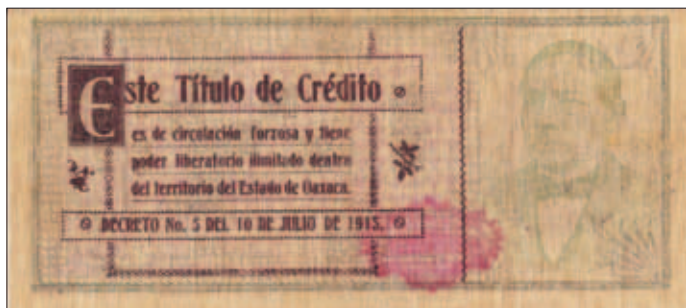 Este Título de Crédito
es de circulación forzosa y tiene
poder liberatorio ilimitado dentro
del territorio del Estado de Oaxaca.
DECRETO No. 5 DEL 10 DE JULIO DE 1915.